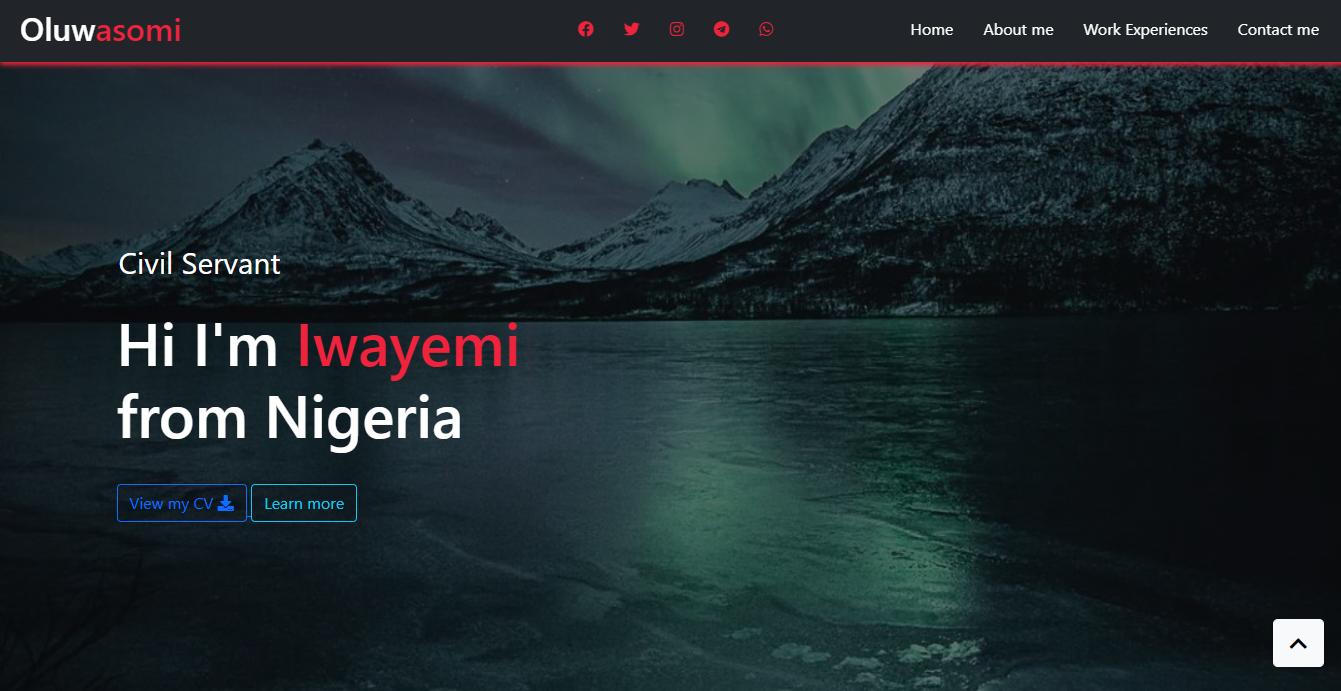 Oluwasomi
Home About me Work Experiences Contact me
Civil Servant
Hi I'm Iwayemi
from Nigeria
View my CV Learn more